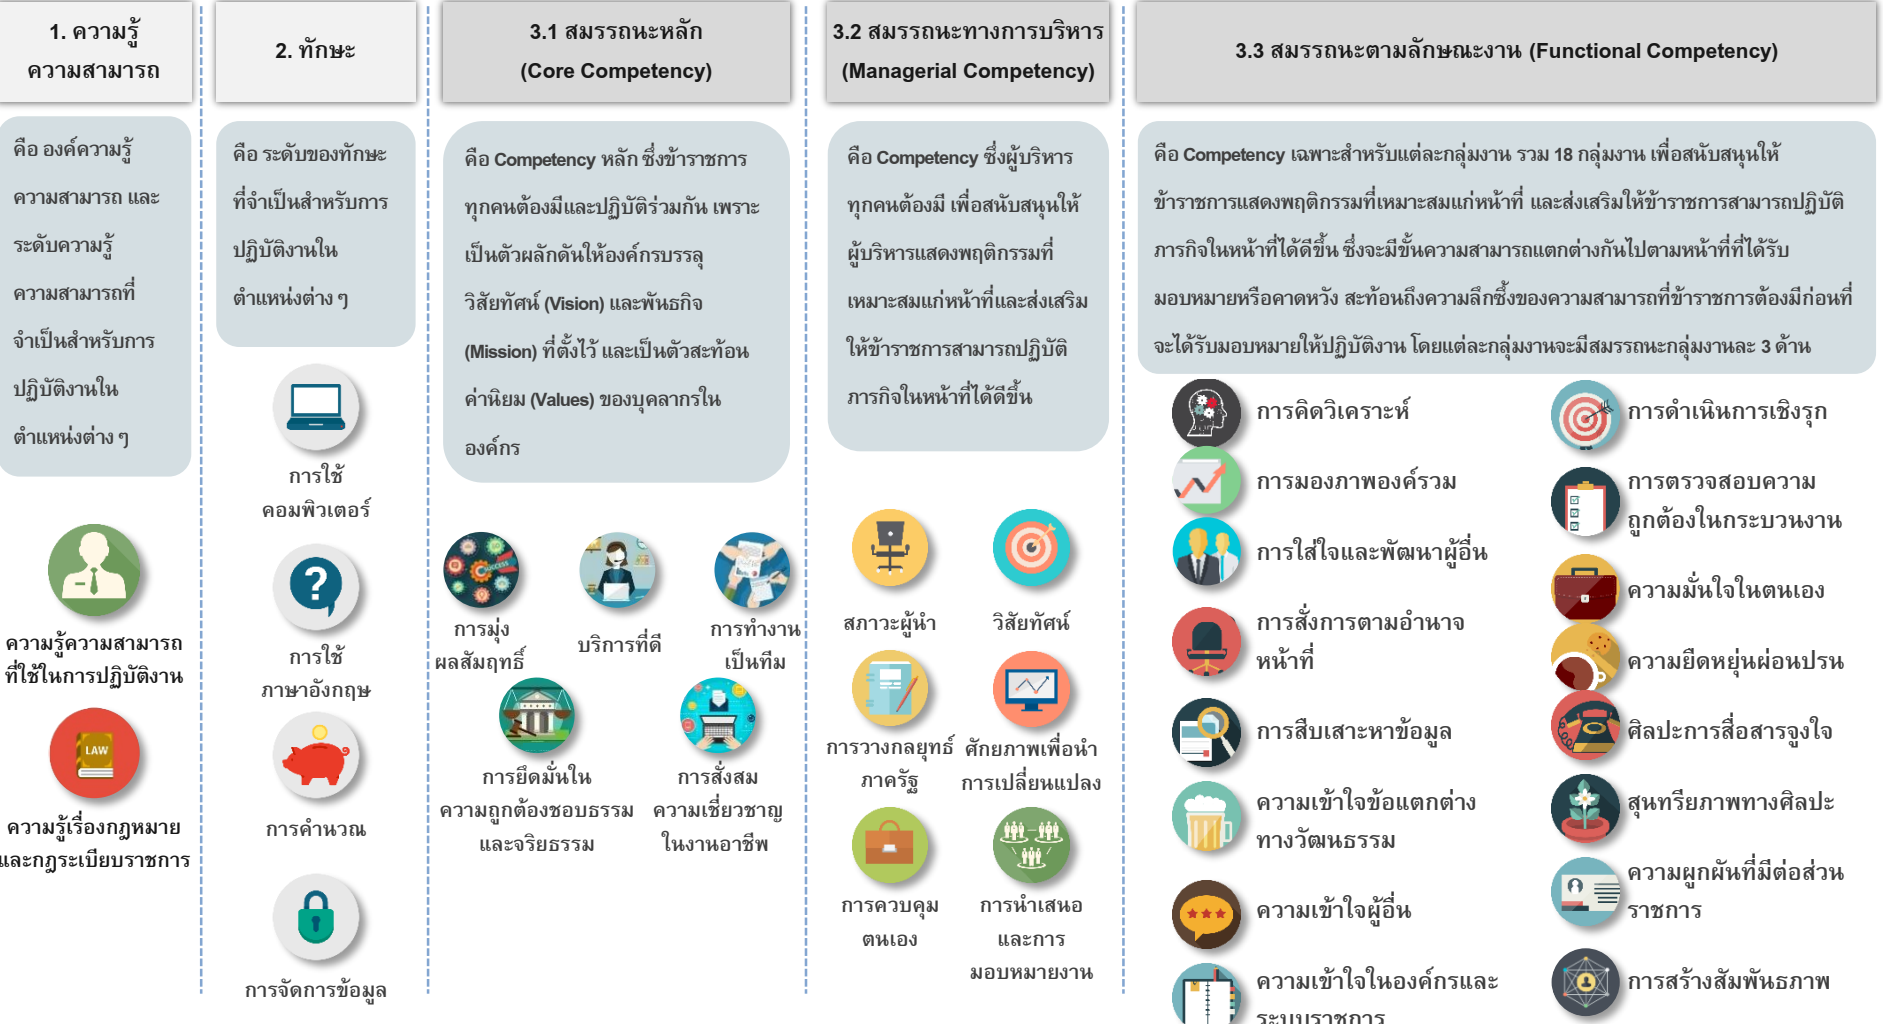 1. ความรู้
ความสามารถ
คือ องค์ความรู้
ความสามารถ และ
ระดับความรู้
ความสามารถที่
จำเป็นสำหรับการ
ปฏิบัติงานใน
ตำแหน่งต่าง ๆ
ความรู้ความสามารถ
ที่ใช้ในการปฏิบัติงาน
LAW
ความรู้เรื่องกฎหมาย
และกฎระเบียบราชการ
2. ทักษะ
คือ ระดับของทักษะ
ที่จำเป็นสำหรับการ
ปฏิบัติงานใน
ตำแหน่งต่าง ๆ
การใช้
คอมพิวเตอร์
?
การใช้
ภาษาอังกฤษ
การคำนวณ
การจัดการข้อมูล
3.1 สมรรถนะหลัก
(Core Competency)
คือ Competency หลัก ซึ่งข้าราชการ
ทุกคนต้องมีและปฏิบัติร่วมกัน เพราะ
เป็นตัวผลักดันให้องค์กรบรรลุ
วิสัยทัศน์ (Vision) และพันธกิจ
(Mission) ที่ตั้งไว้ และเป็นตัวสะท้อน
ค่านิยม (Values) ของบุคลากรใน
องค์กร
SUCCESS
การมุ่ง
ผลสัมฤทธิ์
บริการที่ดี
การทำงาน
เป็นทีม
การยึดมั่นใน
ความถูกต้องชอบธรรม
และจริยธรรม
การสั่งสม
ความเชี่ยวชาญ
ในงานอาชีพ
3.2 สมรรถนะทางการบริหาร
(Managerial Competency)
คือ Competency ซึ่งผู้บริหาร
ทุกคนต้องมี เพื่อสนับสนุนให้
ผู้บริหารแสดงพฤติกรรมที่
เหมาะสมแก่หน้าที่และส่งเสริม
ให้ข้าราชการสามารถปฏิบัติ
ภารกิจในหน้าที่ได้ดีขึ้น
สภาวะผู้นำ
วิสัยทัศน์
การวางกลยุทธ์
ภาครัฐ
ศักยภาพเพื่อนำ
การเปลี่ยนแปลง
การควบคุม
ตนเอง
การนำเสนอ
และการ
มอบหมายงาน
3.3 สมรรถนะตามลักษณะงาน (Functional Competency)
คือ Competency เฉพาะสำหรับแต่ละกลุ่มงาน รวม 18 กลุ่มงาน เพื่อสนับสนุนให้
ข้าราชการแสดงพฤติกรรมที่เหมาะสมแก่หน้าที่ และส่งเสริมให้ข้าราชการสามารถปฏิบัติ
ภารกิจในหน้าที่ได้ดีขึ้น ซึ่งจะมีขั้นความสามารถแตกต่างกันไปตามหน้าที่ที่ได้รับ
มอบหมายหรือคาดหวัง สะท้อนถึงความลึกซึ้งของความสามารถที่ข้าราชการต้องมีก่อนที่
จะได้รับมอบหมายให้ปฏิบัติงาน โดยแต่ละกลุ่มงานจะมีสมรรถนะกลุ่มงานละ 3 ด้าน
การคิดวิเคราะห์
การมองภาพองค์รวม
การใส่ใจและพัฒนาผู้อื่น
การสั่งการตามอำนาจ
หน้าที่
การสืบเสาะหาข้อมูล
ความเข้าใจข้อแตกต่าง
ทางวัฒนธรรม
ความเข้าใจผู้อื่น
ความเข้าใจในองค์กรและ
ระบบราชการ
การดำเนินการเชิงรุก
การตรวจสอบความ
ถูกต้องในกระบวนงาน
ความมั่นใจในตนเอง
ความยืดหยุ่นผ่อนปรน
ศิลปะการสื่อสารจูงใจ
สุนทรียภาพทางศิลปะ
ความผูกผันที่มีต่อส่วน
ราชการ
การสร้างสัมพันธภาพ